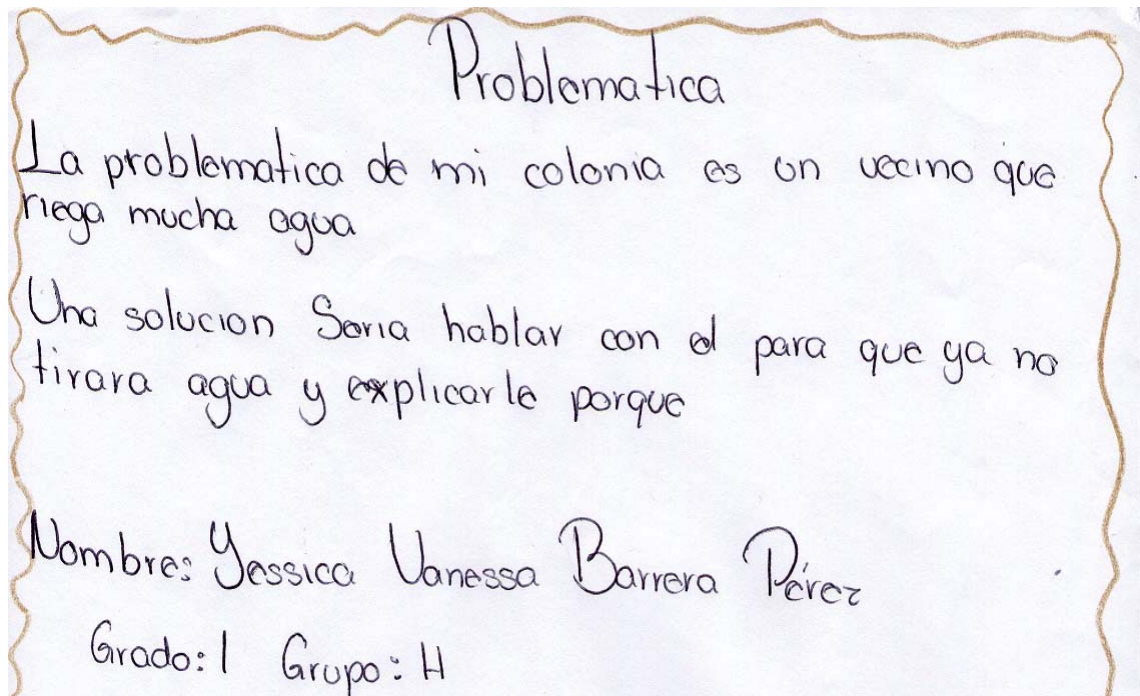 Problematica
La problematica de mi colonia es un vecino que
riega mucha agua
Una solucion Seria hablar con el para que ya no
tirara agua y explicarle porque
Nombre: Yessica Vanessa Barrera Pérez
Grado: 1 Grupo: H